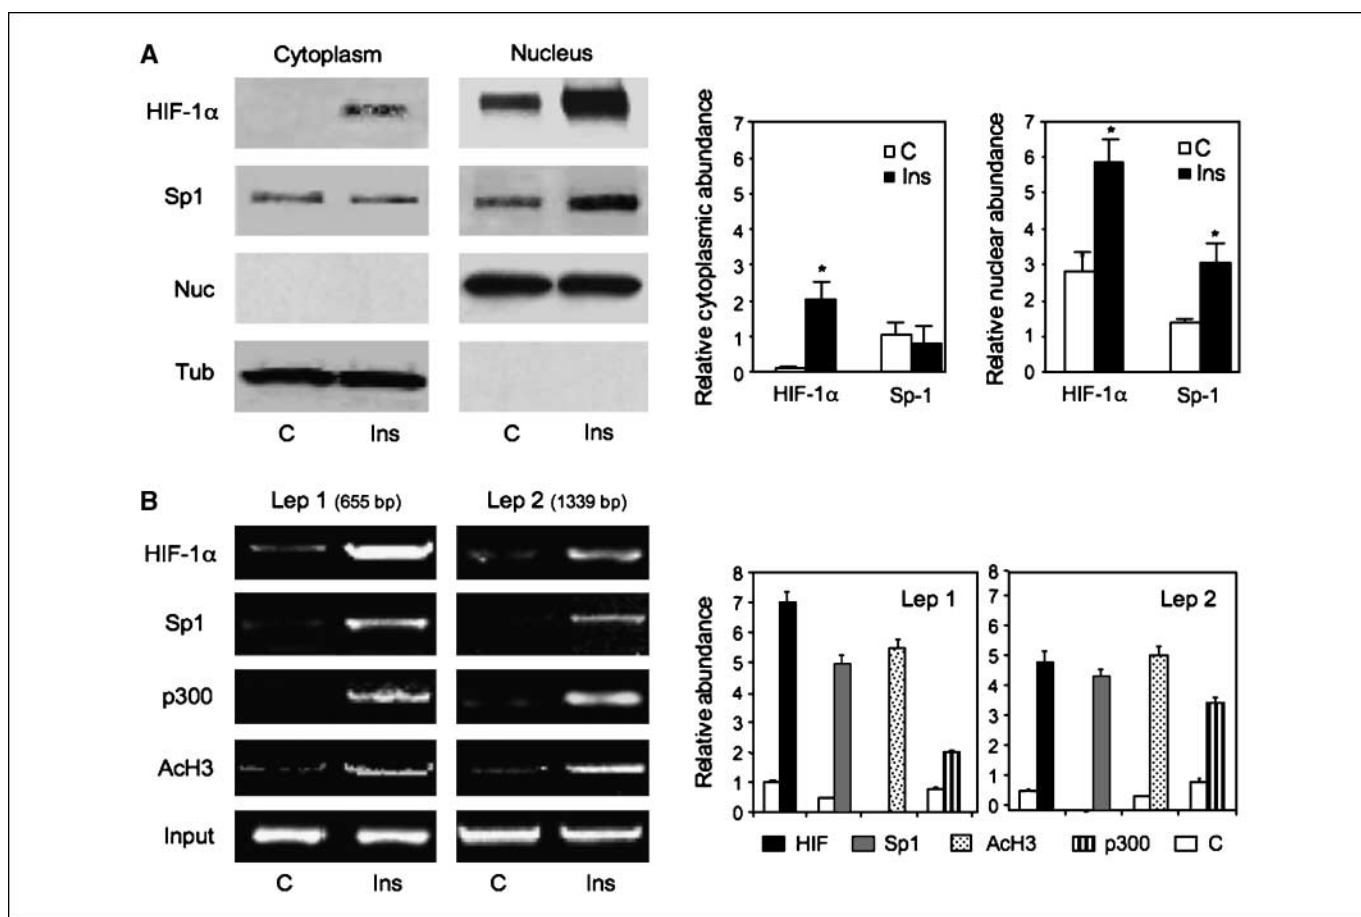 A
Cytoplasm
Nucleus
HIF-1α
Sp1
Nuc
Tub
C
Ins
C
Ins
Relative cytoplasmic abundance
7
6
5
4
3
2
1
0
C
Ins
*
HIF-1α
Sp-1
Relative nuclear abundance
7
6
5
4
3
2
1
0
C
Ins
*
*
HIF-1α
Sp-1
B
Lep 1 (655 bp)
Lep 2 (1339 bp)
HIF-1α
Sp1
p300
AcH3
Input
C
Ins
C
Ins
Relative abundance
8
7
6
5
4
3
2
1
0
Lep 1
8
5
6
5
4
3
2
1
0
Lep 2
HIF
Sp1
AcH3
p300
C